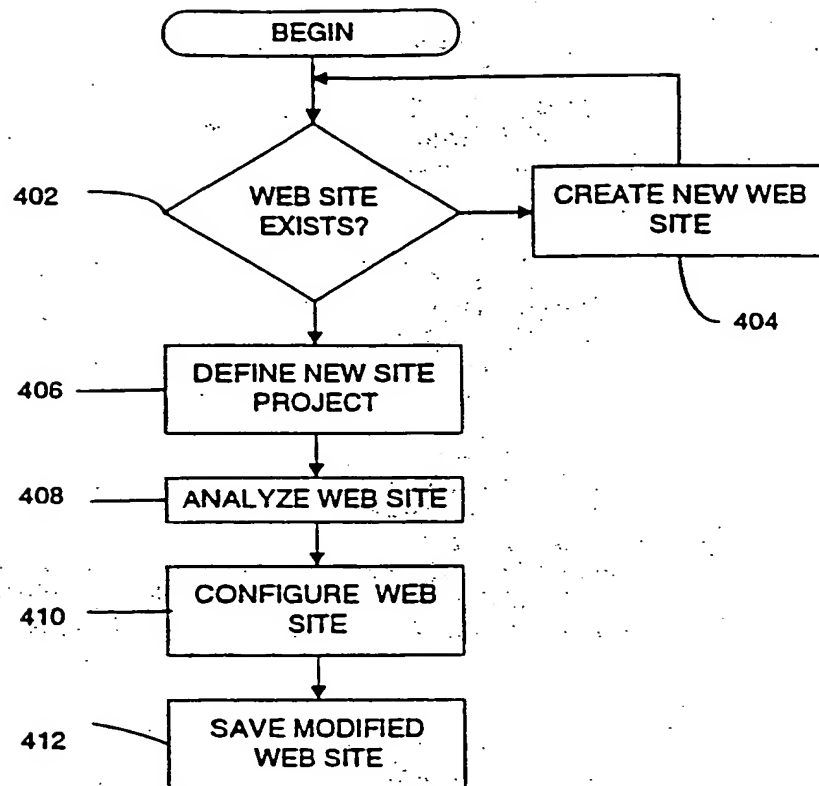 BEGIN
402
WEB SITE
EXISTS?
CREATE NEW WEB
SITE
404
406
DEFINE NEW SITE
PROJECT
408
ANALYZE WEB SITE
410
CONFIGURE WEB
SITE
412
SAVE MODIFIED
WEB SITE